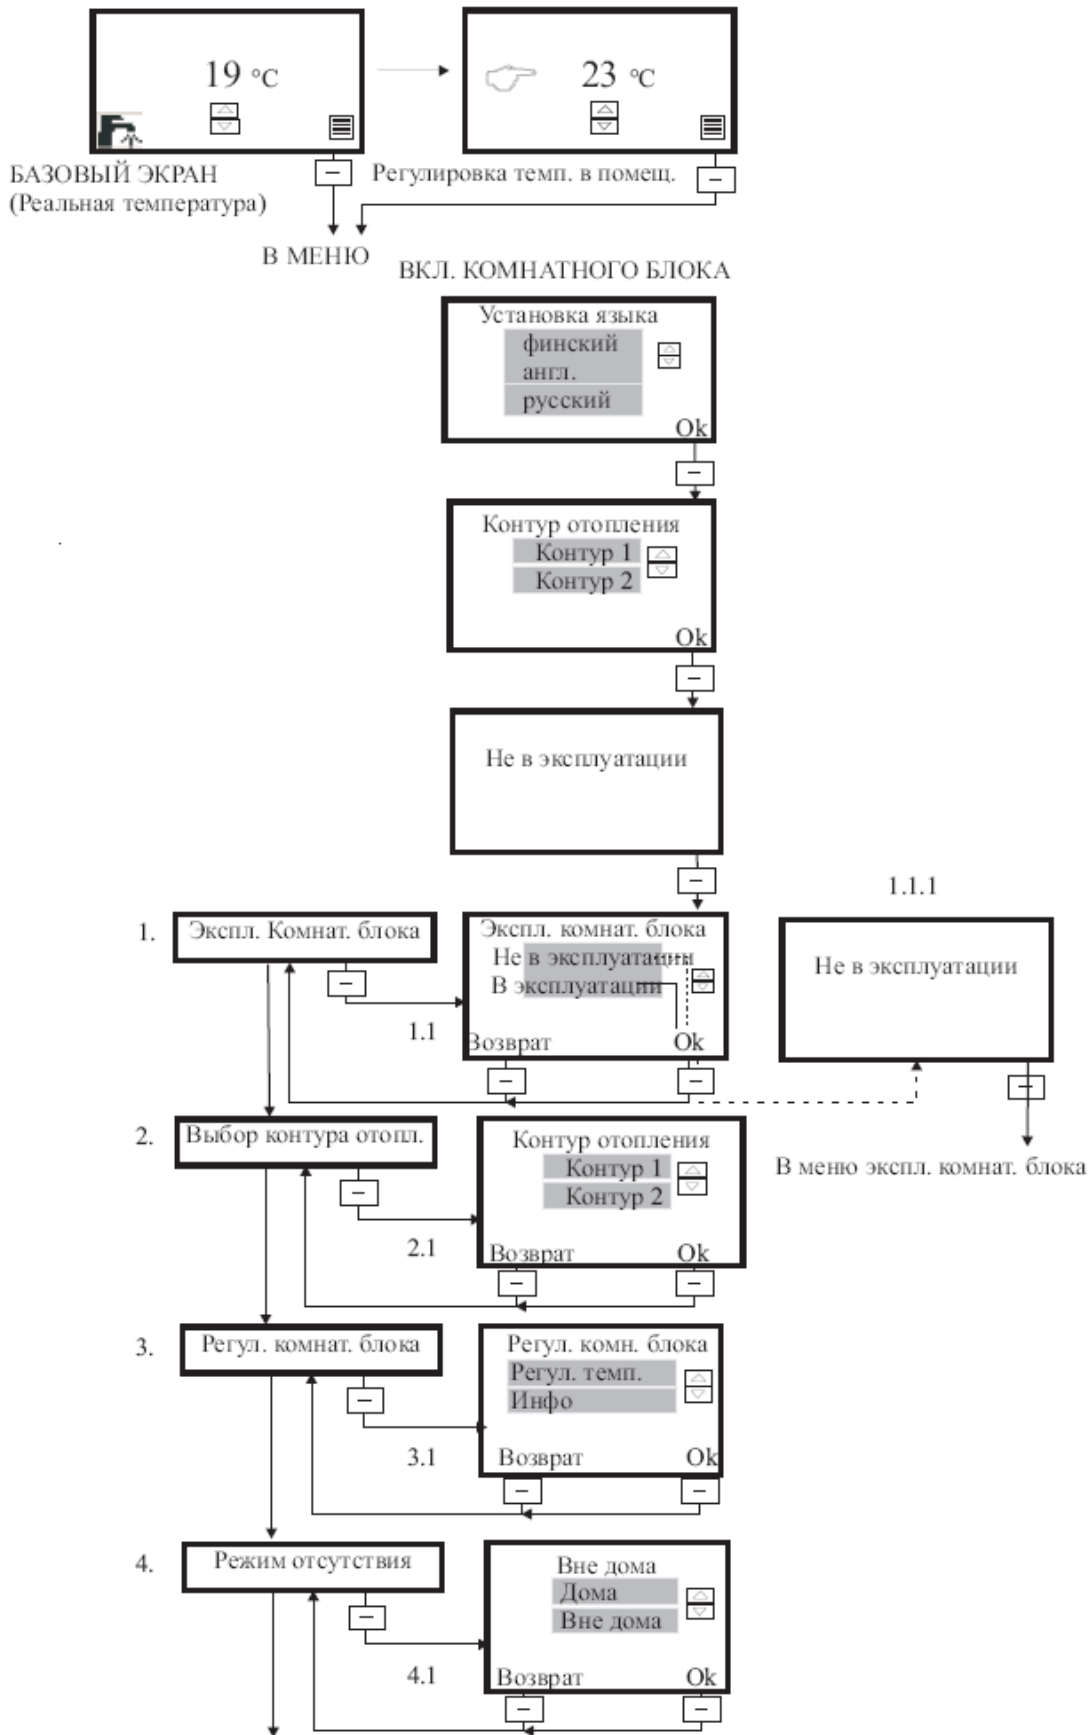 19 °C
23 °C
БАЗОВЫЙ ЭКРАН
(Реальная температура)
Регулировка темп. в помещ.
В МЕНЮ
ВКЛ. КОМНАТНОГО БЛОКА
Установка языка
финский
англ.
русский
Ok
Контур отопления
Контур 1
Контур 2
Ok
Не в эксплуатации
1. Экспл. Комнат. блока
Экспл. комнат. блока
Не в эксплуатации
В эксплуатации
1.1
Возврат Ok
1.1.1
Не в эксплуатации
В меню экспл. комнат. блока
2. Выбор контура отопл.
Контур отопления
Контур 1
Контур 2
2.1
Возврат Ok
3. Регул. комнат. блока
Регул. комн. блока
Регул. темп.
Инфо
3.1
Возврат Ok
4. Режим отсутствия
Вне дома
Дома
Вне дома
4.1
Возврат Ok